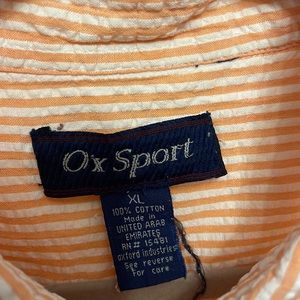 Ox Sport
XL
100% COTTON
Made in
UNITED ARAB
EMIRATES
RN# 15481
oxford industries
See reverse
for care